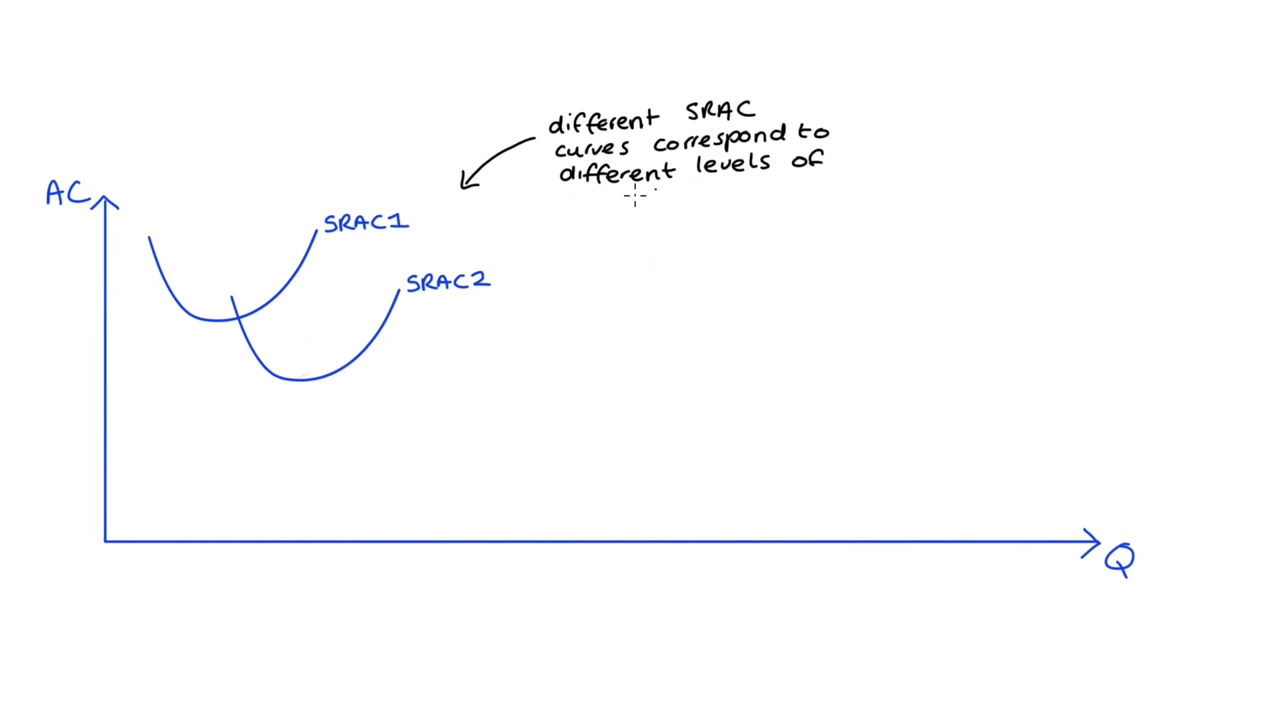 different SRAC
curves correspond to
different levels of
AC
SRAC1
SRAC2
Q